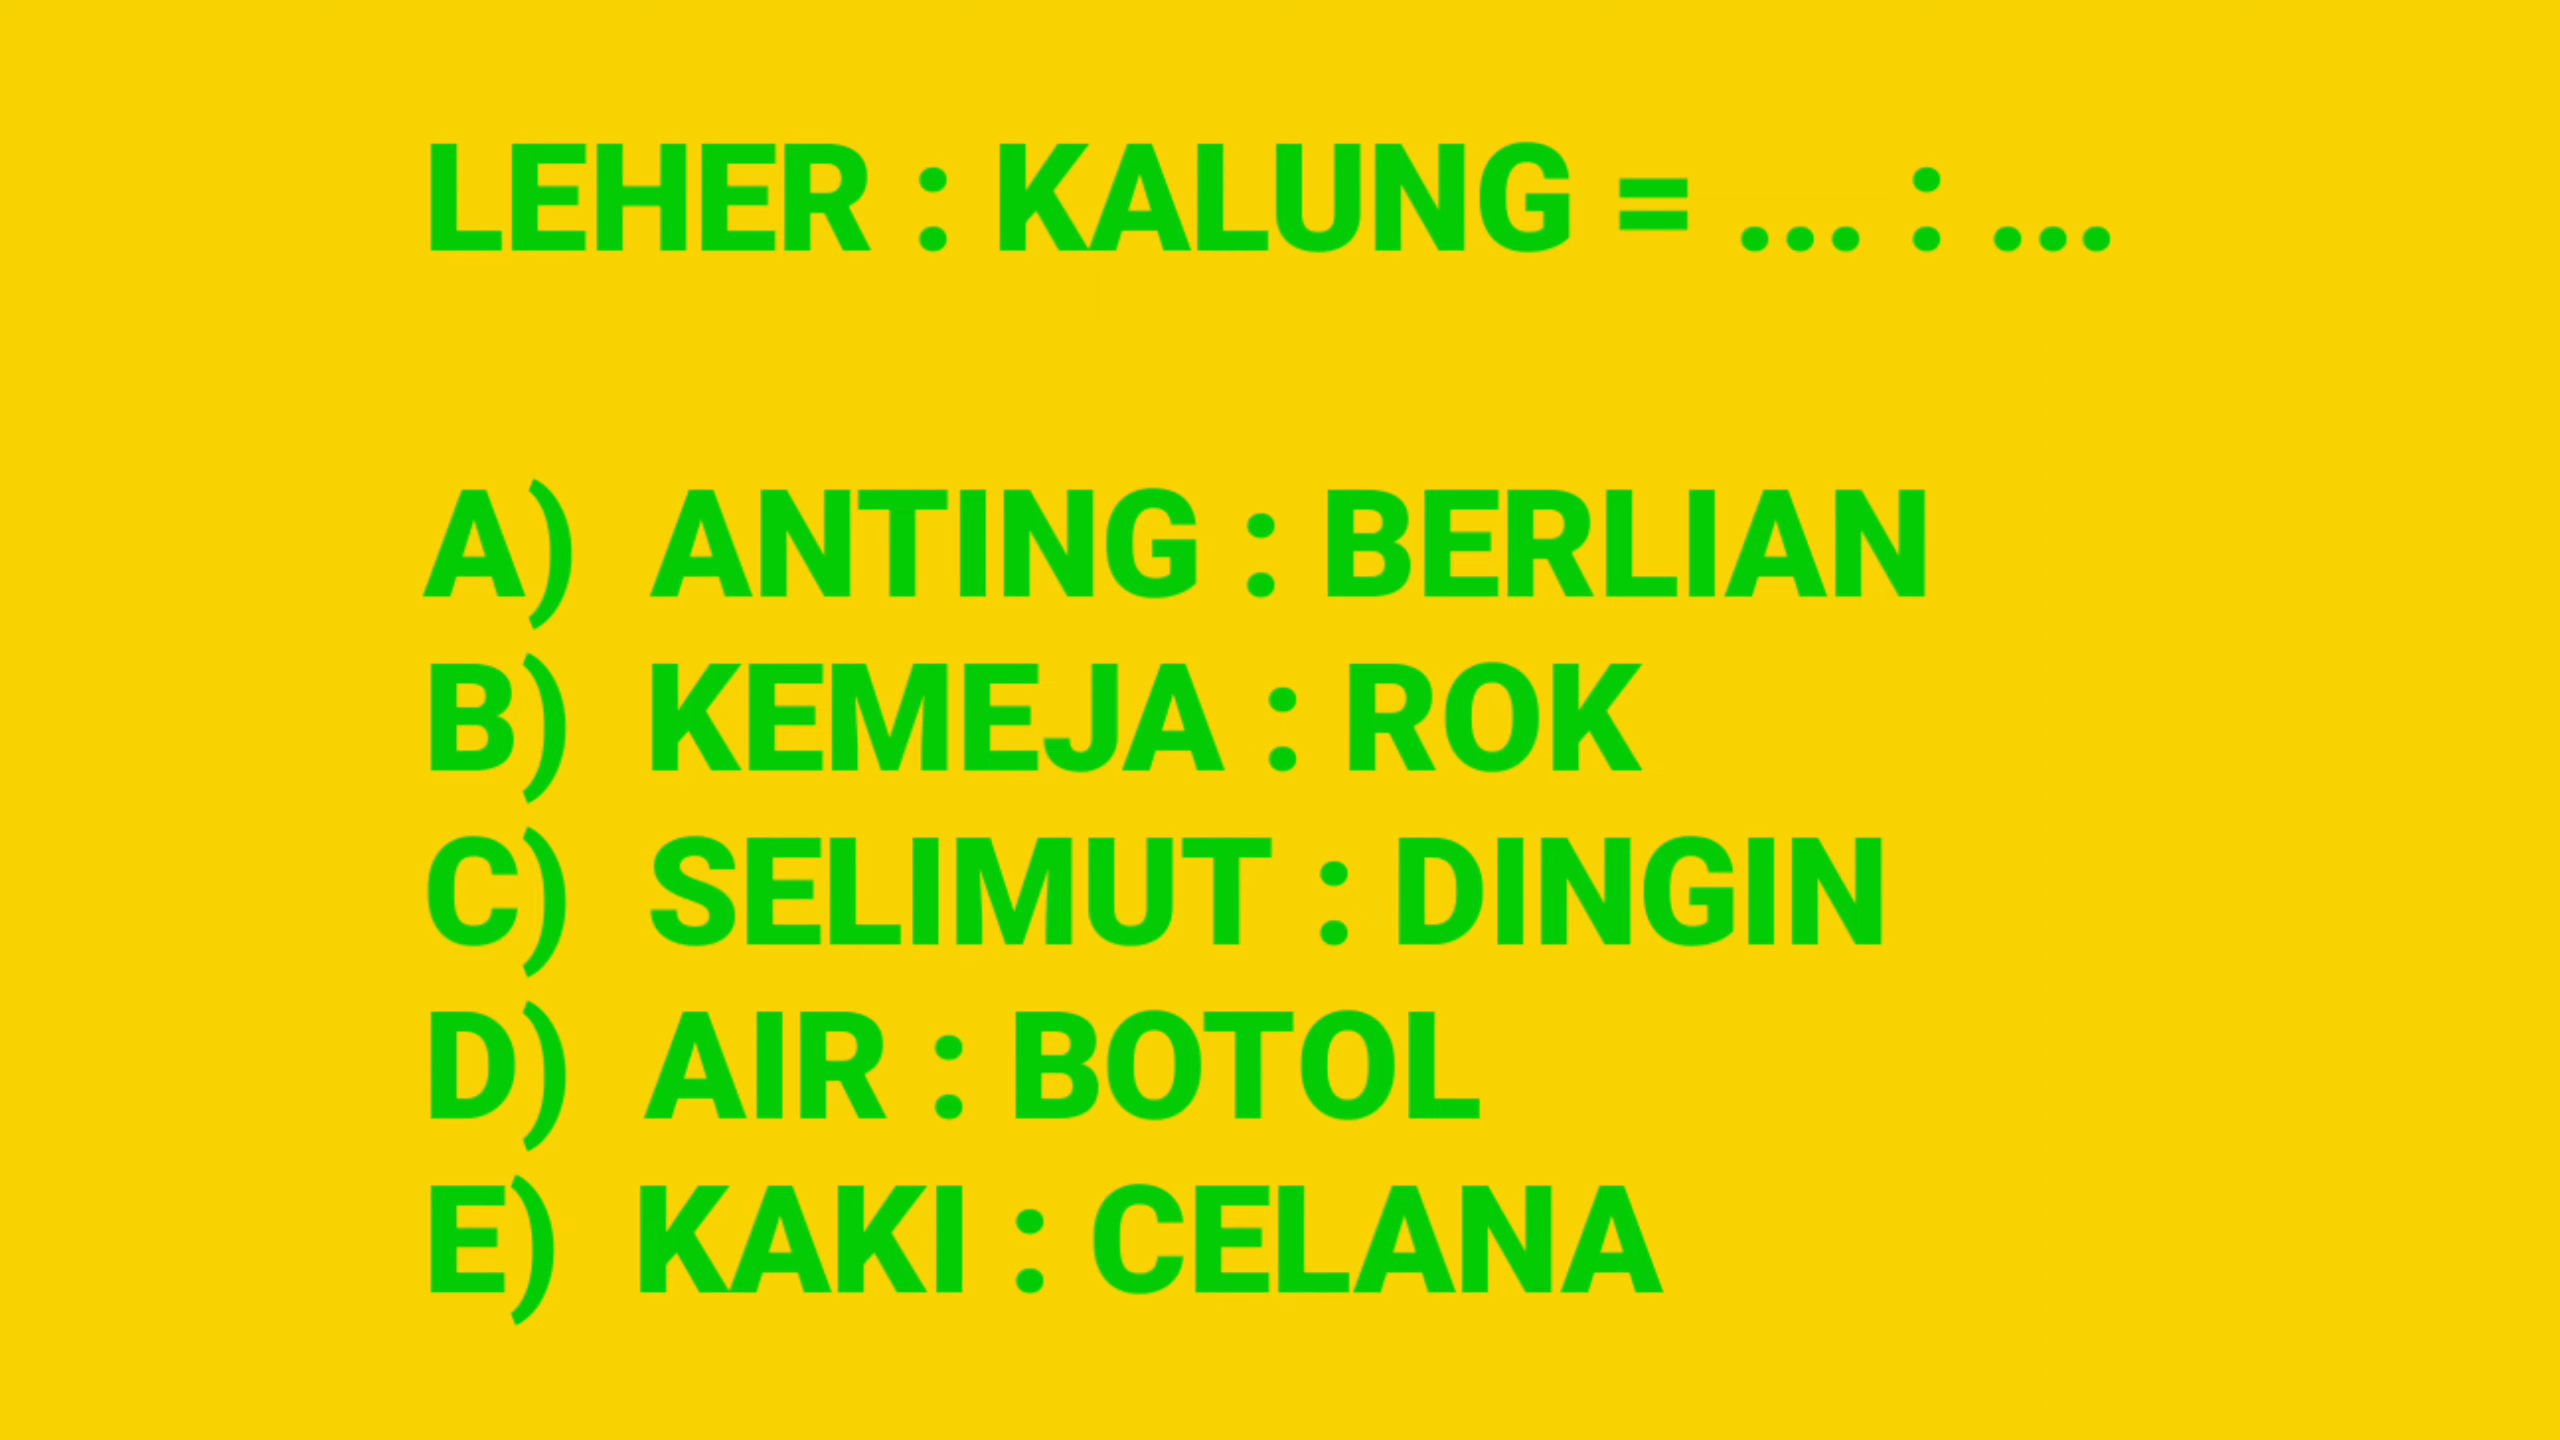 LEHER : KALUNG = ... : ...
A) ANTING : BERLIAN
B) KEMEJA : ROK
C) SELIMUT : DINGIN
D) AIR : BOTOL
E) KAKI : CELANA